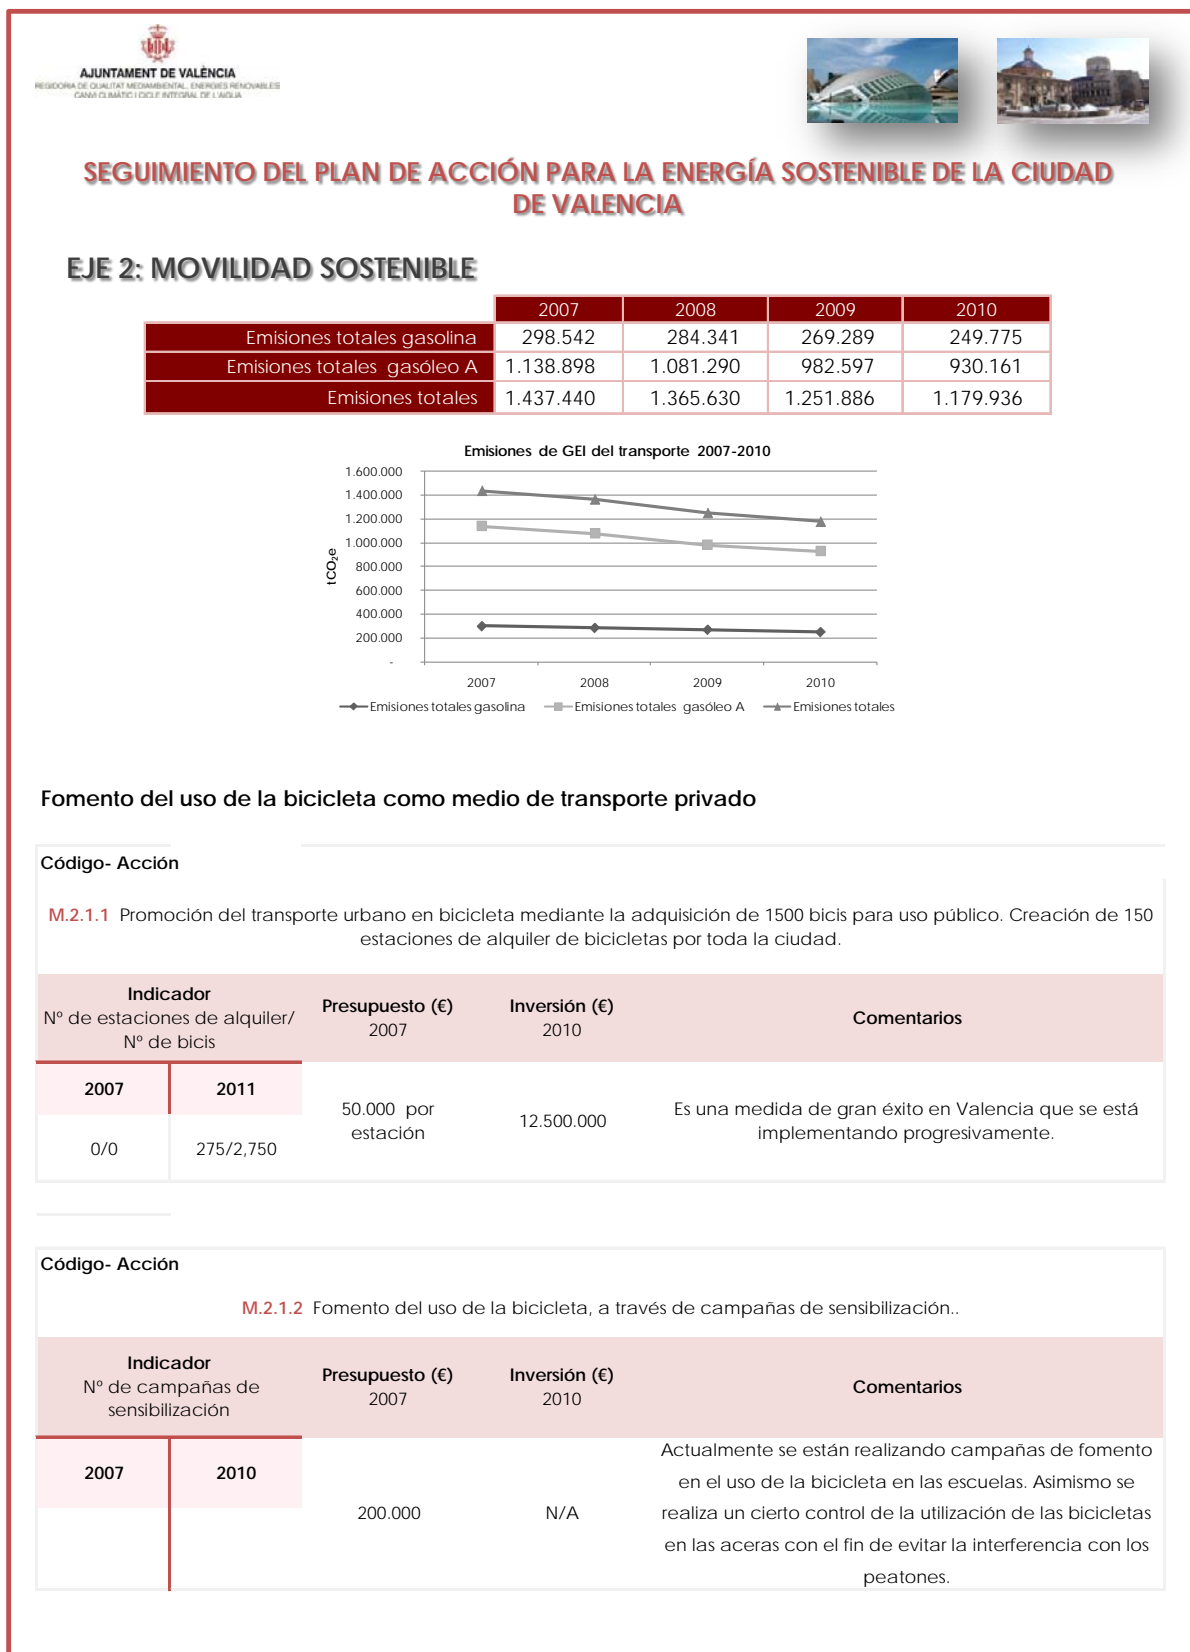 AJUNTAMENT DE VALÈNCIA
REGIDORIA DE QUALITAT MEDIAMBIENTAL, ENERGIES RENOVABLES
CANVI CLIMÀTIC I CICLE INTEGRAL DE L'AIGUA
SEGUIMIENTO DEL PLAN DE ACCIÓN PARA LA ENERGÍA SOSTENIBLE DE LA CIUDAD
DE VALENCIA
EJE 2: MOVILIDAD SOSTENIBLE
2007 2008 2009 2010
Emisiones totales gasolina 298.542 284.341 269.289 249.775
Emisiones totales gasóleo A 1.138.898 1.081.290 982.597 930.161
Emisiones totales 1.437.440 1.365.630 1.251.886 1.179.936
Emisiones de GEI del transporte 2007-2010
1.600.000
1.400.000
1.200.000
1.000.000
800.000
600.000
400.000
200.000
-
tCO₂e
2007 2008 2009 2010
Emisiones totales gasolina Emisiones totales gasóleo A Emisiones totales
Fomento del uso de la bicicleta como medio de transporte privado
Código- Acción
M.2.1.1 Promoción del transporte urbano en bicicleta mediante la adquisición de 1500 bicis para uso público. Creación de 150
estaciones de alquiler de bicicletas por toda la ciudad.
Indicador
Nº de estaciones de alquiler/
Nº de bicis
Presupuesto (€)
2007
Inversión (€)
2010
Comentarios
2007 2011
0/0 275/2,750
50.000 por
estación
12.500.000
Es una medida de gran éxito en Valencia que se está
implementando progresivamente.
Código- Acción
M.2.1.2 Fomento del uso de la bicicleta, a través de campañas de sensibilización..
Indicador
Nº de campañas de
sensibilización
Presupuesto (€)
2007
Inversión (€)
2010
Comentarios
2007 2010
200.000
N/A
Actualmente se están realizando campañas de fomento
en el uso de la bicicleta en las escuelas. Asimismo se
realiza un cierto control de la utilización de las bicicletas
en las aceras con el fin de evitar la interferencia con los
peatones.